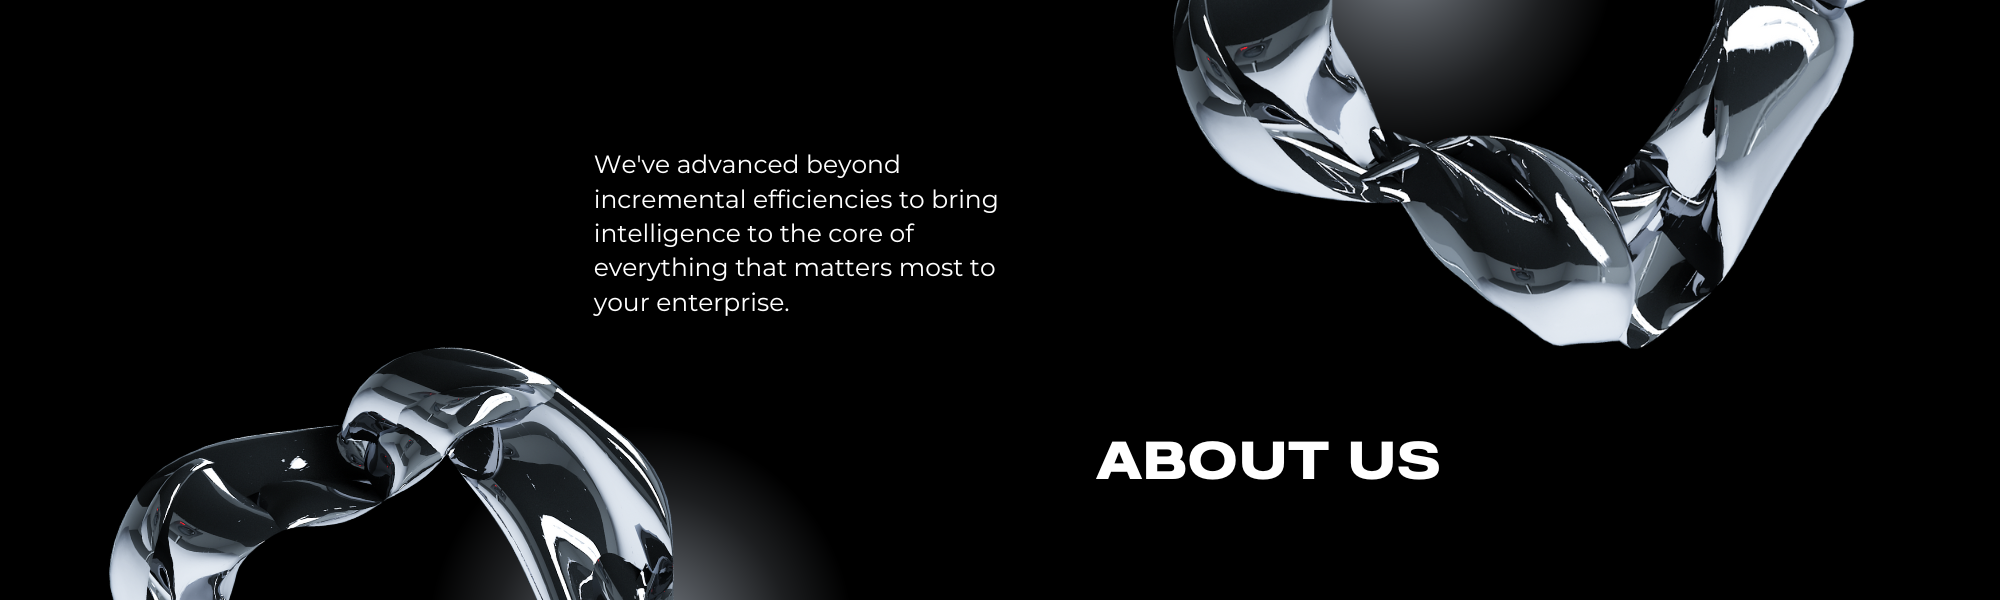 We've advanced beyond
incremental efficiencies to bring
intelligence to the core of
everything that matters most to
your enterprise.
ABOUT US